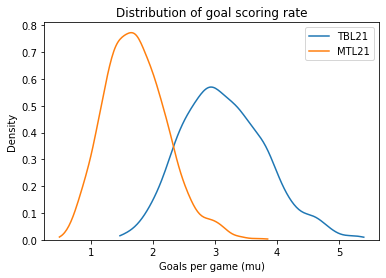 Distribution of goal scoring rate
TBL21
MTL21
0.8
0.7
0.6
0.5
0.4
0.3
0.2
0.1
0.0
Density
1 2 3 4 5
Goals per game (mu)